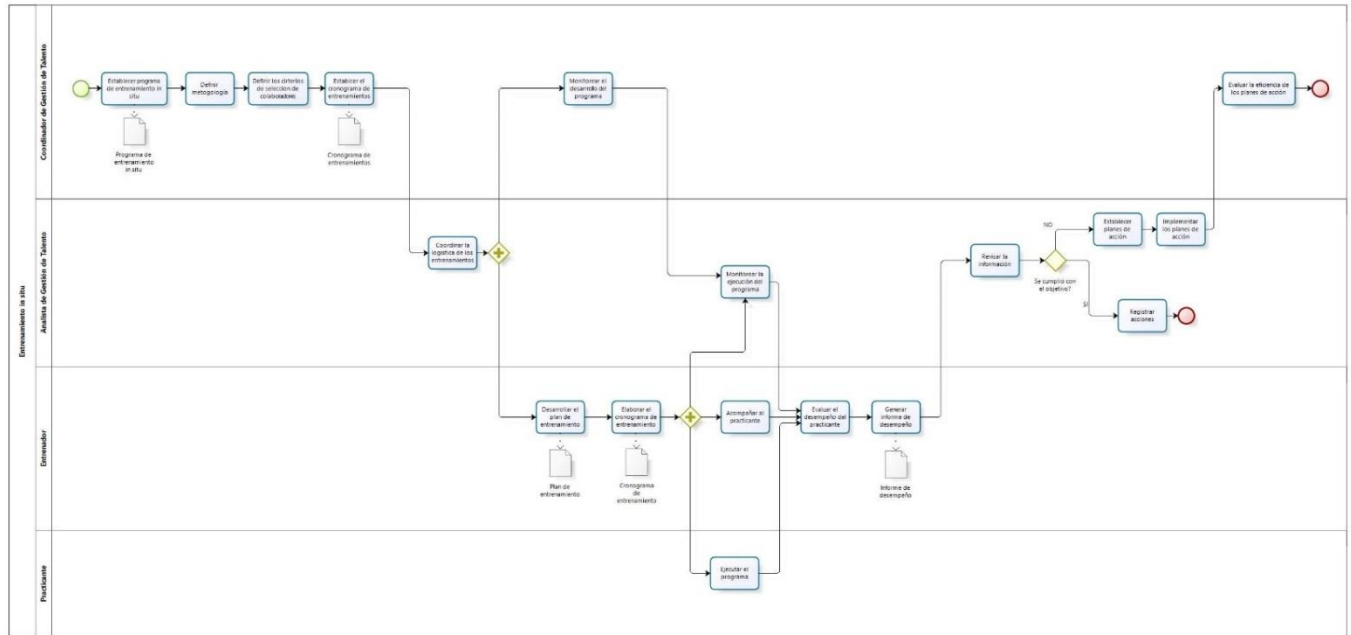 Entrenamiento in situ
Coordinador de Gestión de Talento
Establecer programa
de entrenamiento in
situ
Programa de
entrenamiento
in situ
Definir
metogología
Definir los criterios
de selección de
colaboradores
Establecer el
cronograma de
entrenamientos
Cronograma de
entrenamientos
Monitorear el
desarrollo del
programa
Evaluar la eficiencia de
los planes de acción
Analista de Gestión de Talento
Coordinar la
logística de los
entrenamientos
Monitorear la
ejecución del
programa
Revisar la
información
Se cumplió con
el objetivo?
NO
Establecer
planes de
acción
Implementar
los planes de
acción
SI
Registrar
acciones
Entrenador
Desarrollar el
plan de
entrenamiento
Plan de
entrenamiento
Elaborar el
cronograma de
entrenamiento
Cronograma
de
entrenamiento
Acompañar al
practicante
Evaluar el
desempeño del
practicante
Generar
informe de
desempeño
Informe de
desempeño
Practicante
Ejecutar el
programa